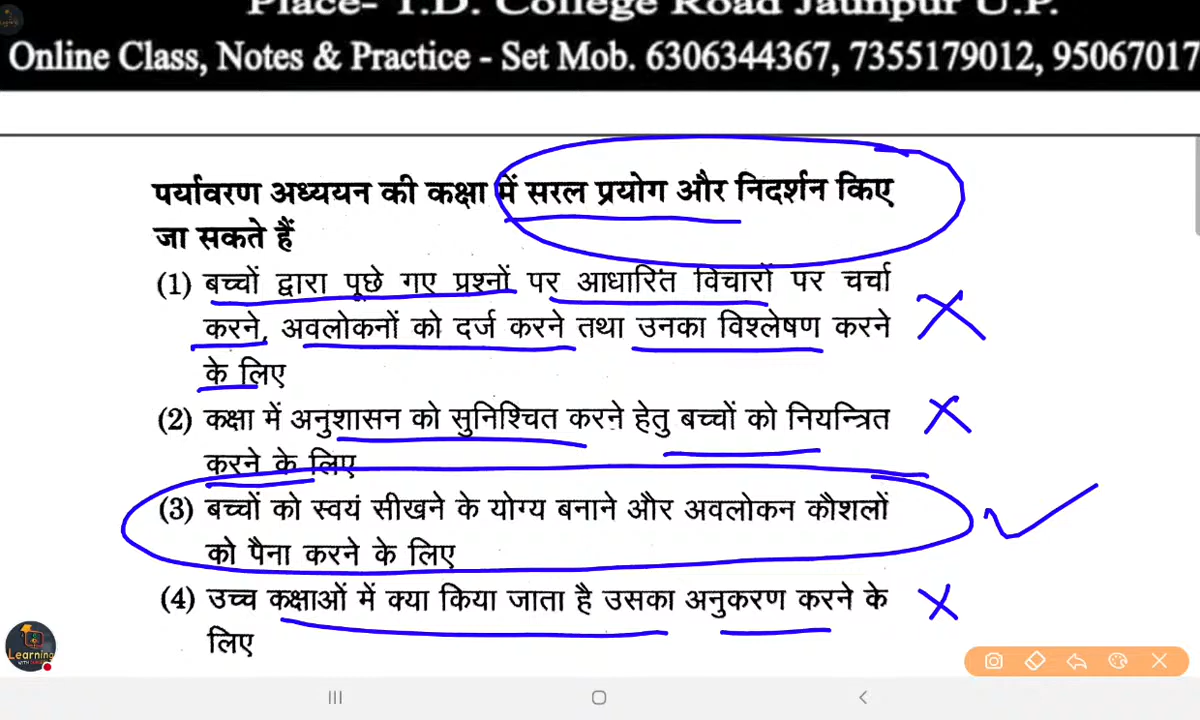 Place- T.D. College Road Jaunpur U.P.
Online Class, Notes & Practice - Set Mob. 6306344367, 7355179012, 95067017
पर्यावरण अध्ययन की कक्षा में सरल प्रयोग और निदर्शन किए
जा सकते हैं
(1) बच्चों द्वारा पूछे गए प्रश्नों पर आधारित विचारों पर चर्चा
करने, अवलोकनों को दर्ज करने तथा उनका विश्लेषण करने
के लिए
(2) कक्षा में अनुशासन को सुनिश्चित करने हेतु बच्चों को नियन्त्रित
करने के लिए
(3) बच्चों को स्वयं सीखने के योग्य बनाने और अवलोकन कौशलों
को पैना करने के लिए
(4) उच्च कक्षाओं में क्या किया जाता है उसका अनुकरण करने के
लिए
Learning